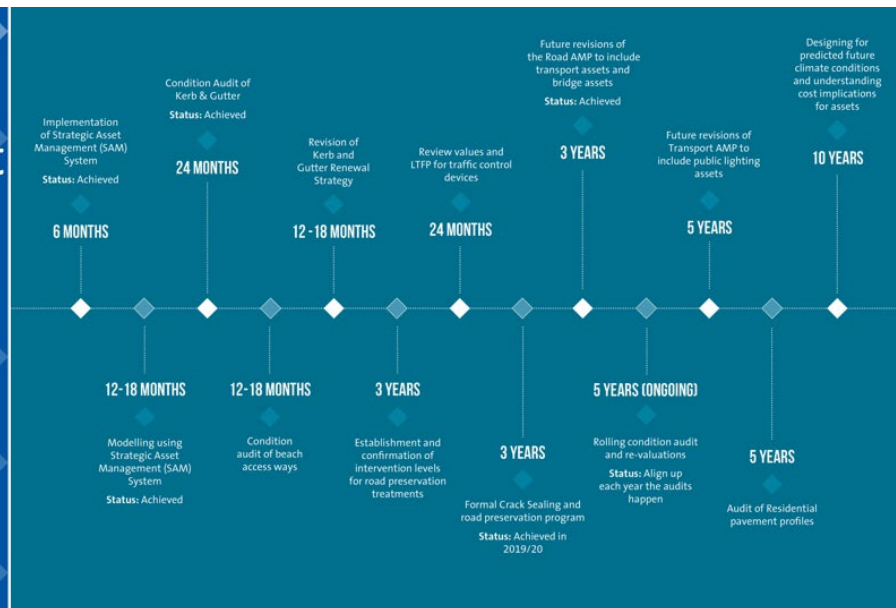 t
Implementation
of Strategic Asset
Management (SAM)
System
Status: Achieved
6 MONTHS
12-18 MONTHS
Modelling using
Strategic Asset
Management (SAM)
System
Status: Achieved
Condition Audit of
Kerb & Gutter
Status: Achieved
24 MONTHS
12-18 MONTHS
Condition
audit of beach
access ways
Revision of
Kerb and
Gutter Renewal
Strategy
12 -18 MONTHS
3 YEARS
Establishment and
confirmation of
intervention levels
for road preservation
treatments
Review values and
LTFP for traffic control
devices
24 MONTHS
3 YEARS
Formal Crack Sealing and
road preservation program
Status: Achieved in
2019/20
Future revisions of
the Road AMP to include
transport assets and
bridge assets
Status: Achieved
3 YEARS
5 YEARS (ONGOING)
Rolling condition audit
and re-valuations
Status: Align up
each year the audits
happen
Future revisions of
Transport AMP to
include public lighting
assets
5 YEARS
5 YEARS
Audit of Residential
pavement profiles
Designing for
predicted future
climate conditions
and understanding
cost implications
for assets
10 YEARS